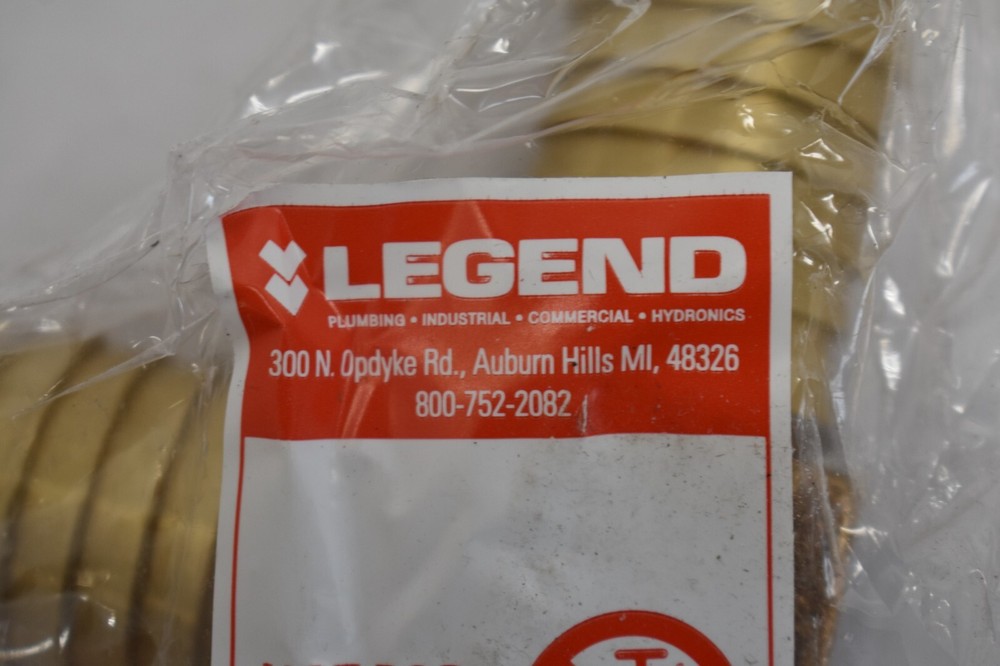 LEGEND
PLUMBING • INDUSTRIAL • COMMERCIAL • HYDRONICS
300 N. Opdyke Rd., Auburn Hills MI, 48326
800-752-2082